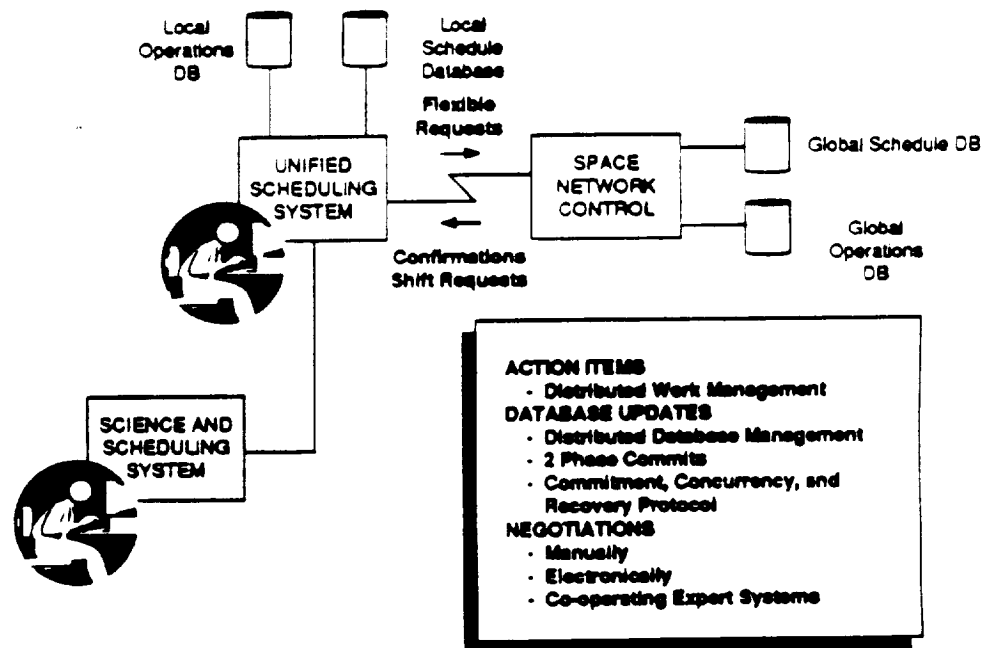 Local
Operations
DB
Local
Schedule
Database
Flexible
Requests
UNIFIED
SCHEDULING
SYSTEM
SPACE
NETWORK
CONTROL
Global Schedule DB
Global
Operations
DB
Confirmations
Shift Requests
SCIENCE AND
SCHEDULING
SYSTEM
ACTION ITEMS
- Distributed Work Management
DATABASE UPDATES
- Distributed Database Management
- 2 Phase Commits
- Commitment, Concurrency, and
Recovery Protocol
NEGOTIATIONS
- Manually
- Electronically
- Co-operating Expert Systems